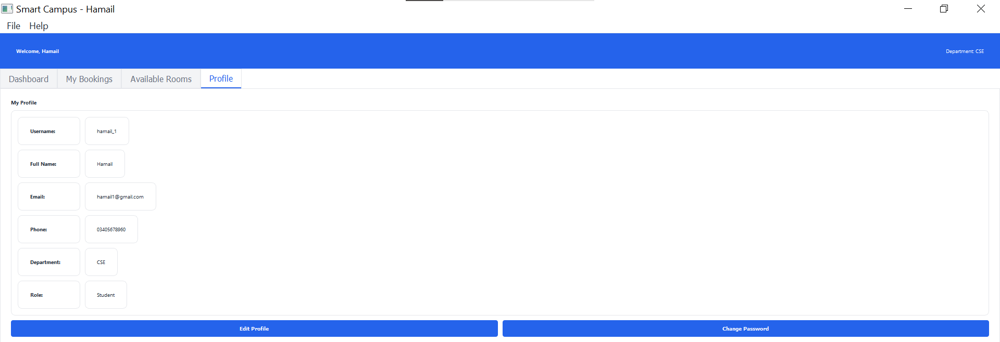 Smart Campus - Hamail
File Help
Welcome, Hamail
Department: CSE
Dashboard My Bookings Available Rooms Profile
My Profile
Username: hamail_1
Full Name: Hamail
Email: hamail1@gmail.com
Phone: 03405678960
Department: CSE
Role: Student
Edit Profile Change Password